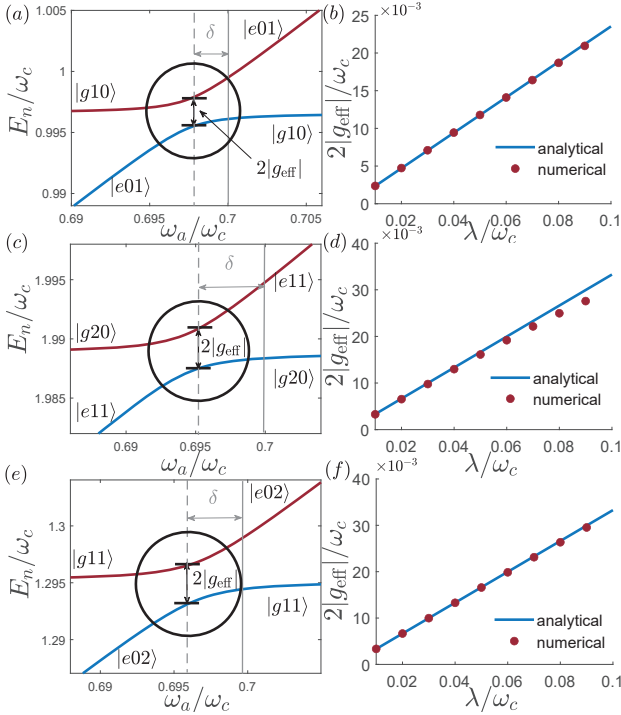 (a)
1.005
1
0.995
0.99
E_n/ω_c
δ
|e01⟩
|g10⟩
|g10⟩
|e01⟩
2|g_eff|
0.69
0.695
0.7
0.705
ω_a/ω_c
(b)
×10⁻³
25
20
15
10
5
0
2|g_eff|/ω_c
analytical
numerical
0.02
0.04
0.06
0.08
0.1
λ/ω_c
(c)
1.995
1.99
1.985
E_n/ω_c
δ
|e11⟩
|g20⟩
2|g_eff|
|g20⟩
|e11⟩
0.69
0.695
0.7
ω_a/ω_c
(d)
×10⁻³
40
30
20
10
0
2|g_eff|/ω_c
analytical
numerical
0.02
0.04
0.06
0.08
0.1
λ/ω_c
(e)
1.3
1.295
1.29
E_n/ω_c
δ
|e02⟩
|g11⟩
2|g_eff|
|g11⟩
|e02⟩
0.69
0.695
0.7
ω_a/ω_c
(f)
×10⁻³
40
30
20
10
0
2|g_eff|/ω_c
analytical
numerical
0.02
0.04
0.06
0.08
0.1
λ/ω_c